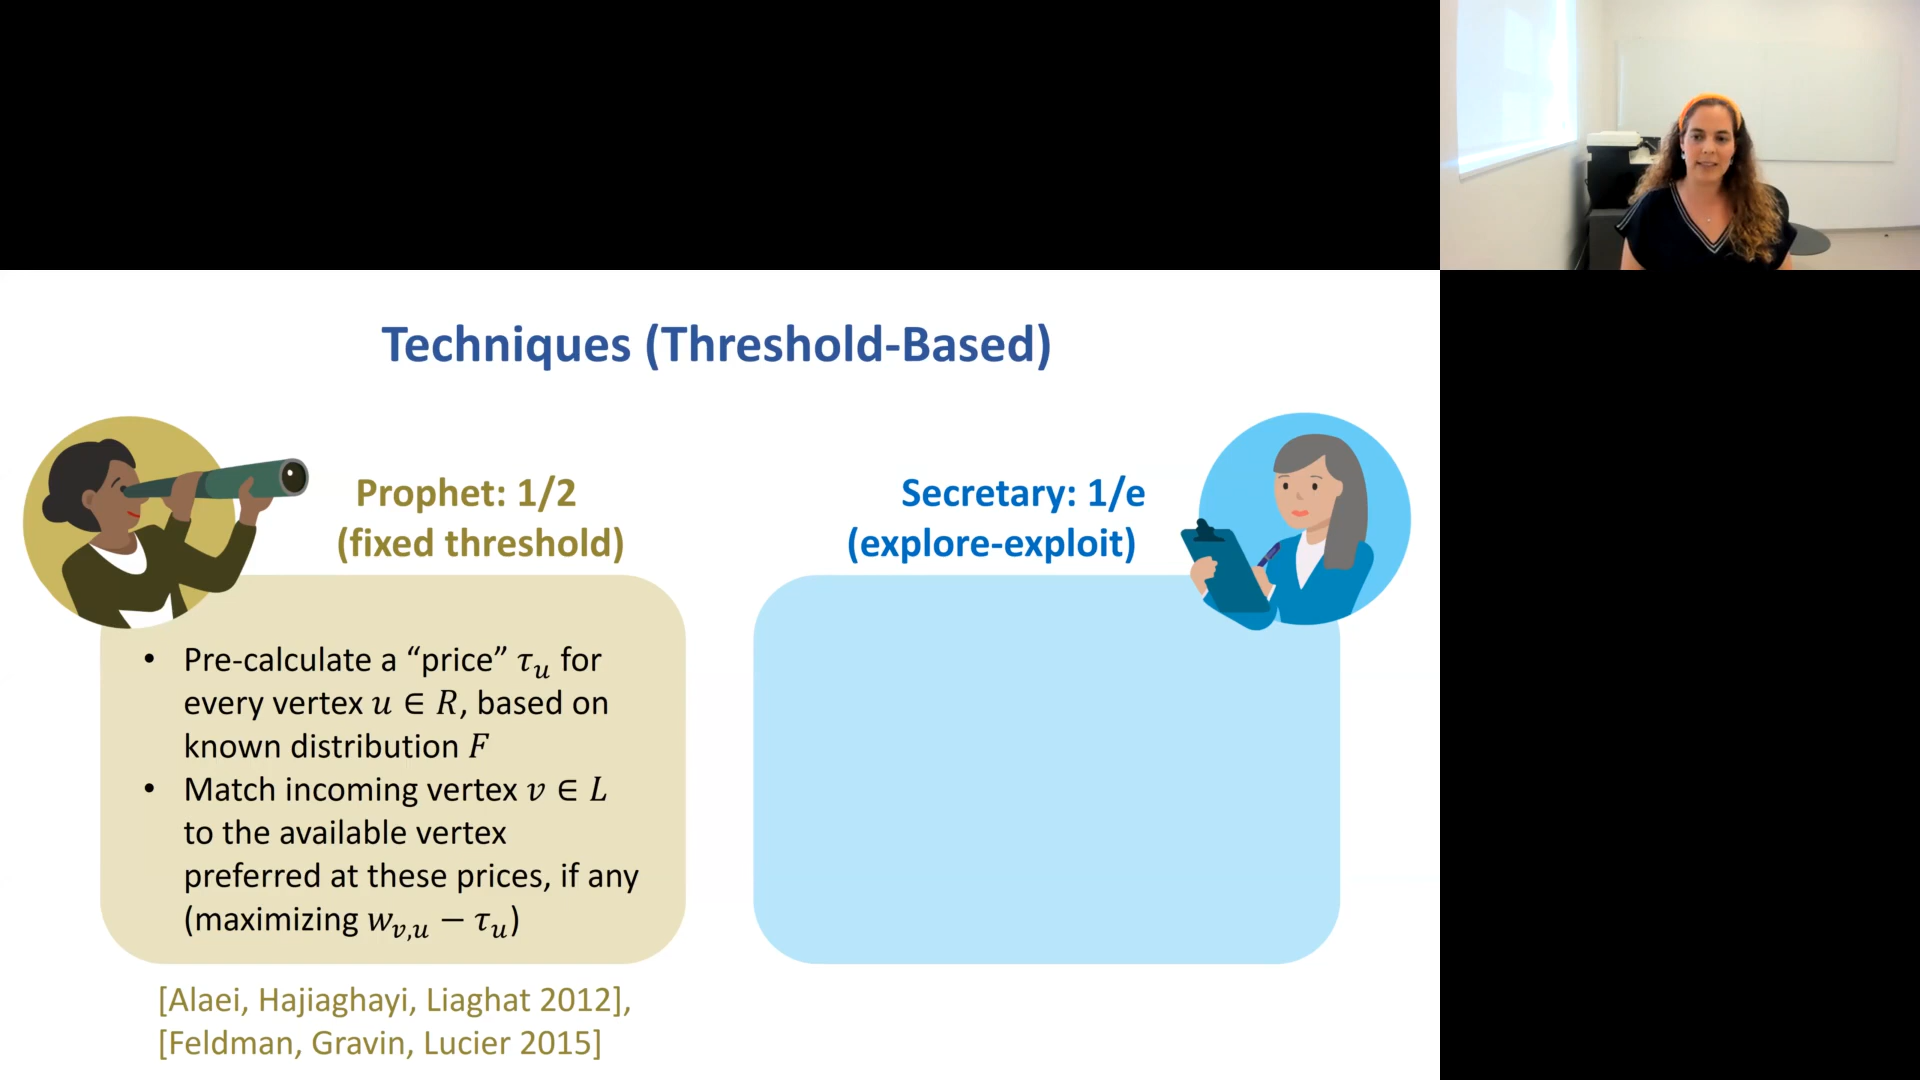 Techniques (Threshold-Based)
Prophet: 1/2
(fixed threshold)
• Pre-calculate a “price” τᵤ for
every vertex u ∈ R, based on
known distribution F
• Match incoming vertex v ∈ L
to the available vertex
preferred at these prices, if any
(maximizing w_{v,u} − τᵤ)
[Alaei, Hajiaghayi, Liaghat 2012],
[Feldman, Gravin, Lucier 2015]
Secretary: 1/e
(explore-exploit)